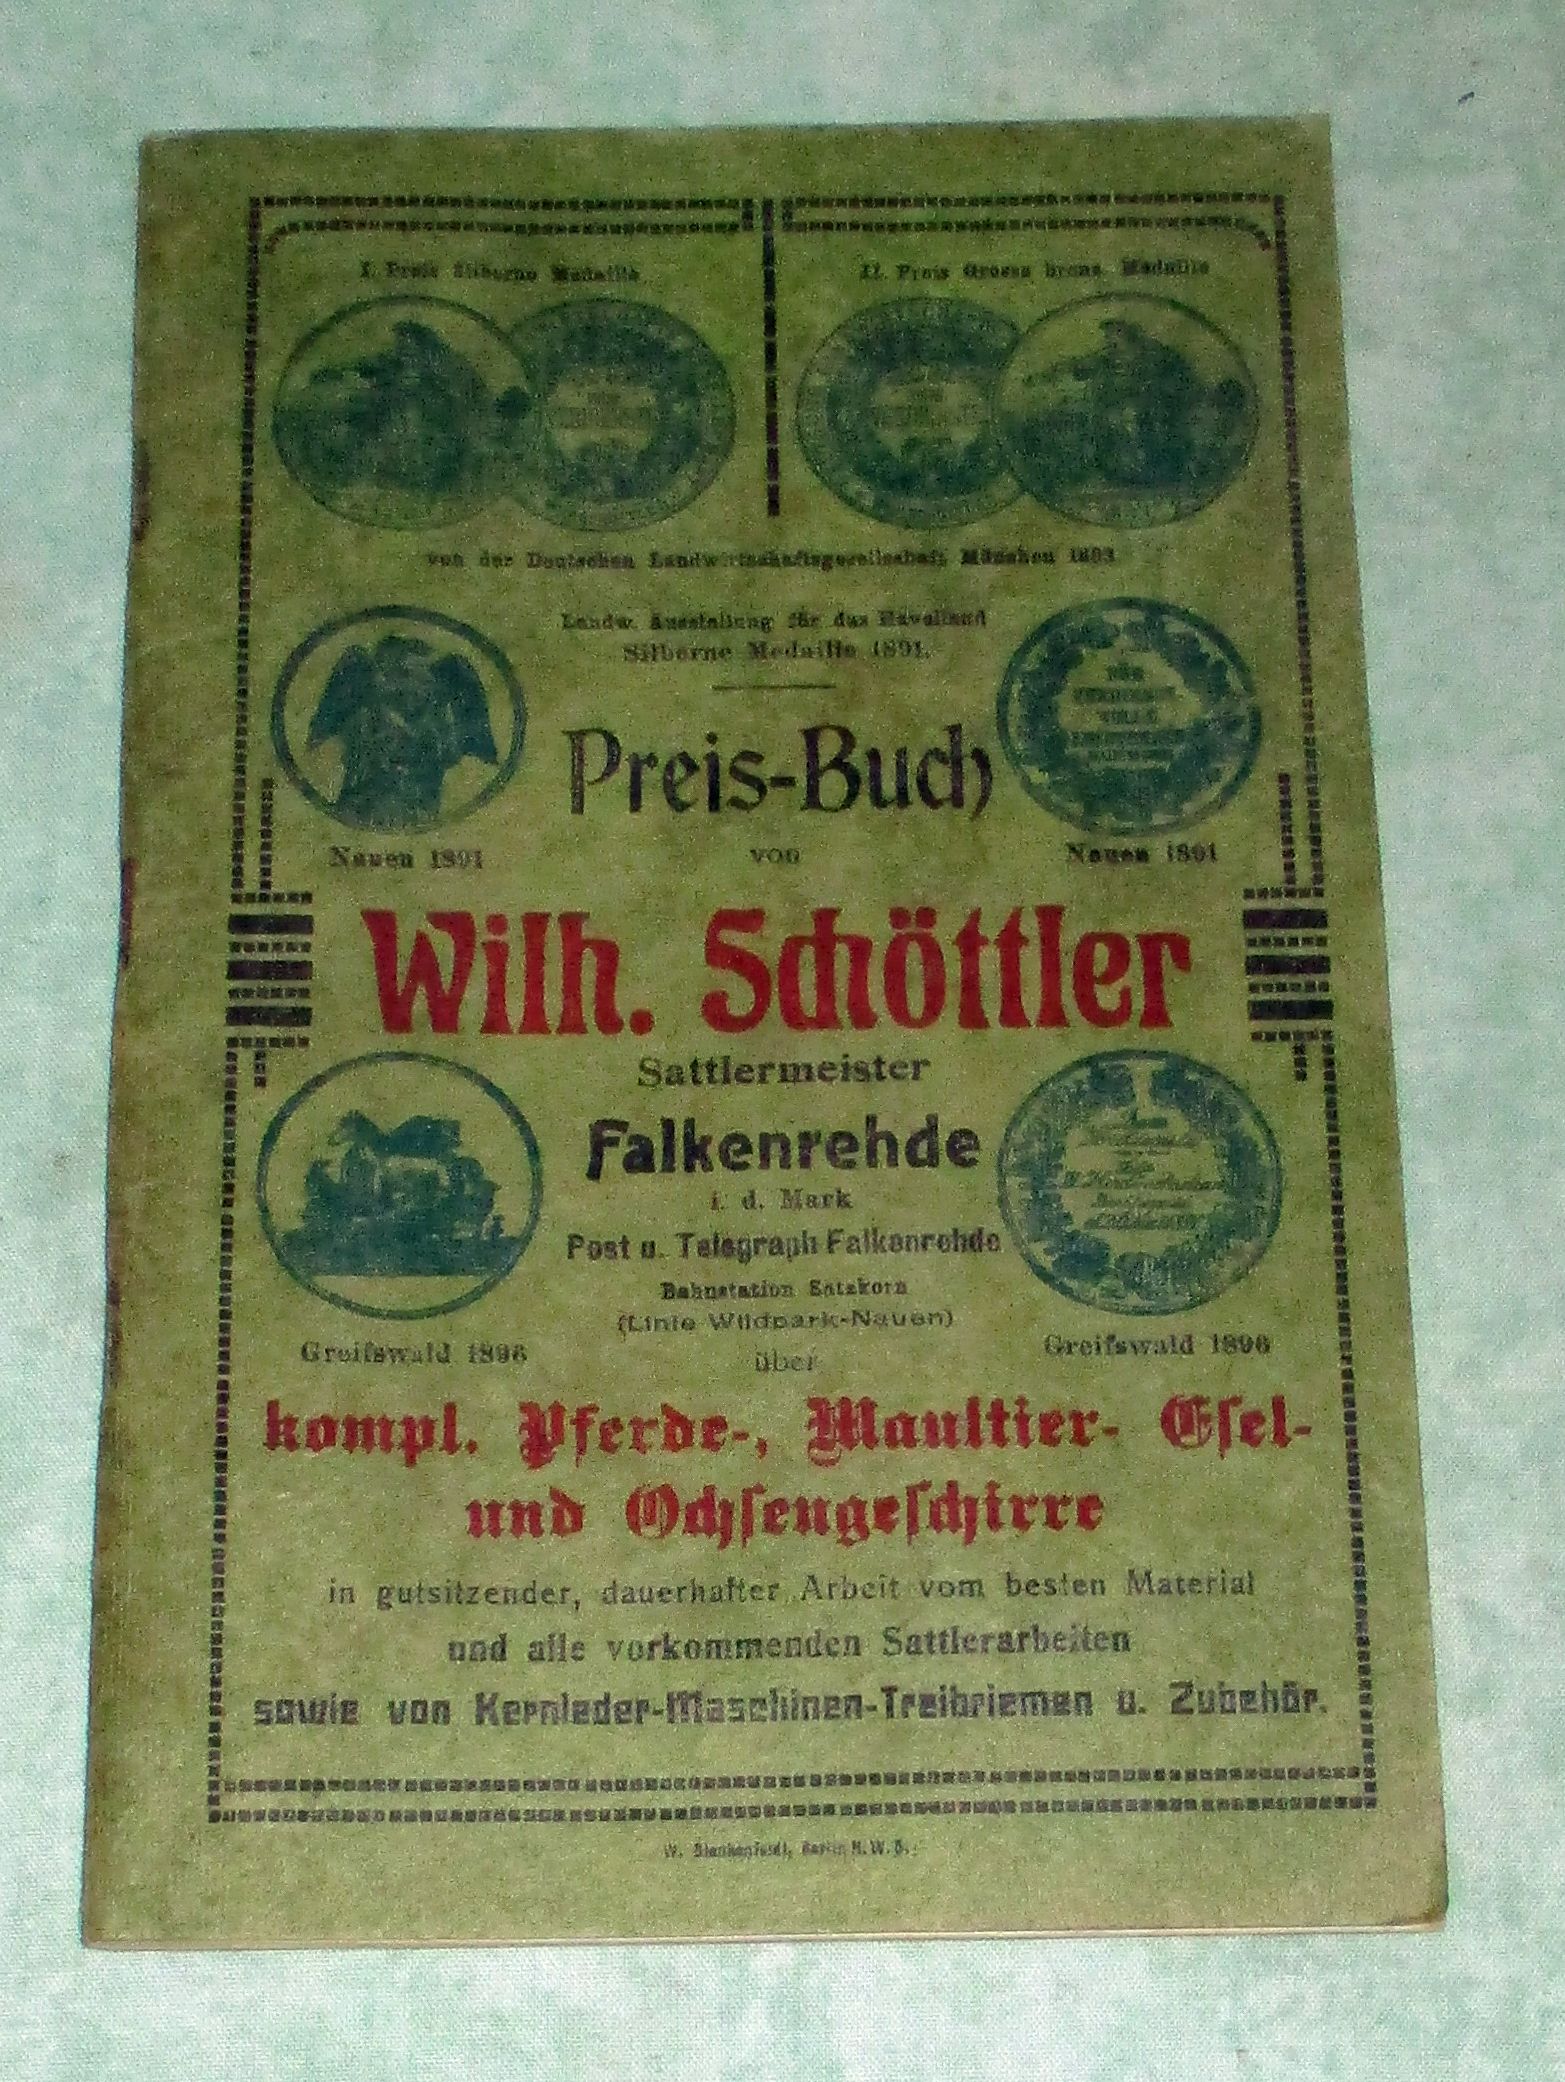 I. Preis Silberne Medaille
II. Preis Grosse bronz. Medaille
von der Deutschen Landwirtschaftsgesellschaft München 1893
Landw. Ausstellung für das Havelland
Silberne Medaille 1891.
Preis-Buch
Nauen 1891
von
Nauen 1891
Wilh. Schöttler
Sattlermeister
Falkenrehde
i. d. Mark
Post u. Telegraph Falkenrehde
Bahnstation Satzkorn
(Linie Wildpark-Nauen)
Greifswald 1896
über
Greifswald 1896
kompl. Pferde-, Maultier- Eſel-
und Ochſengeſchirre
in gutsitzender, dauerhafter Arbeit vom besten Material
und alle vorkommenden Sattlerarbeiten
sowie von Kernleder-Maschinen-Treibriemen u. Zubehör.
W. Blankenfeldt, Berlin N.W.